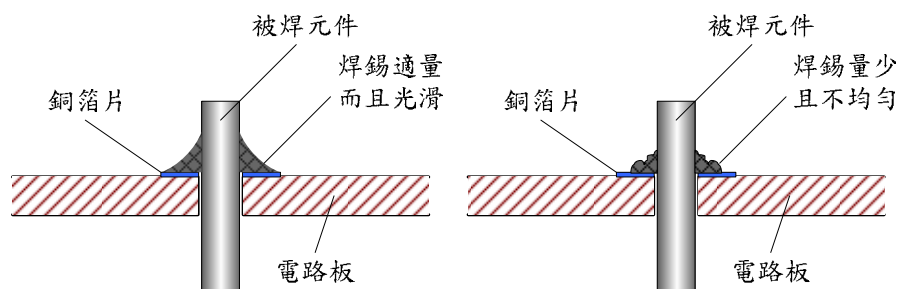 被焊元件
焊錫適量
而且光滑
銅箔片
電路板
被焊元件
焊錫量少
且不均勻
銅箔片
電路板